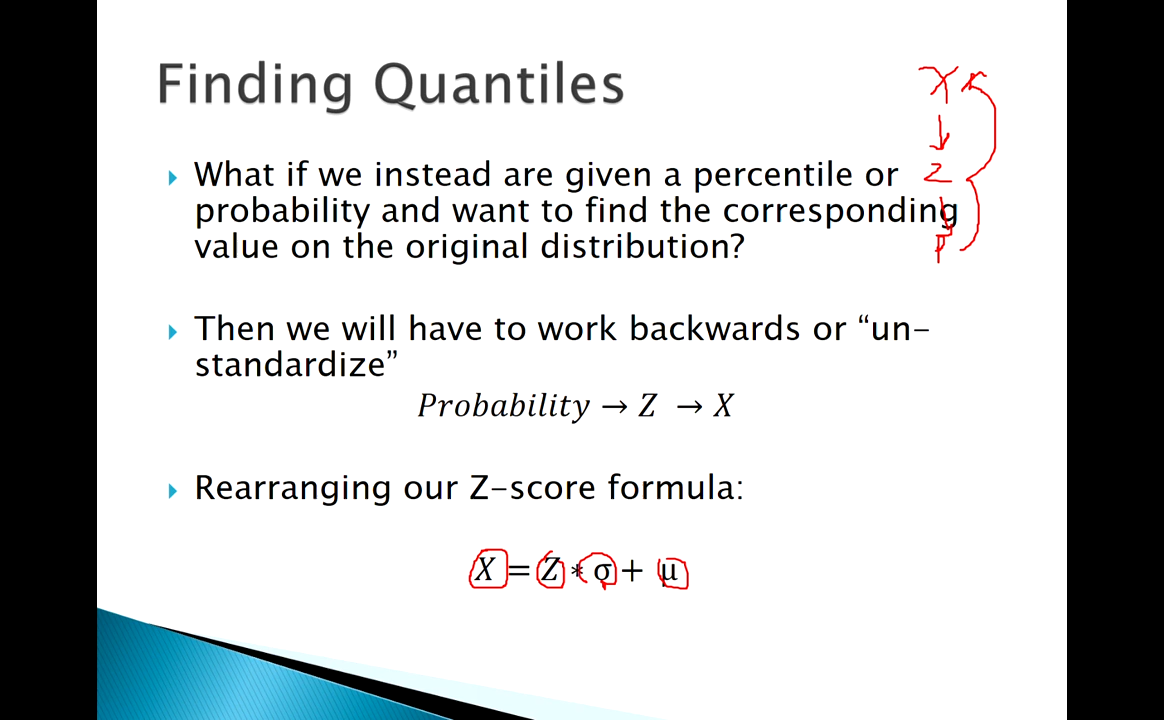 Finding Quantiles
X
What if we instead are given a percentile or
Z
probability and want to find the corresponding
value on the original distribution?
P
Then we will have to work backwards or “un-
standardize”
Probability → Z → X
Rearranging our Z-score formula:
X = Z * σ + μ